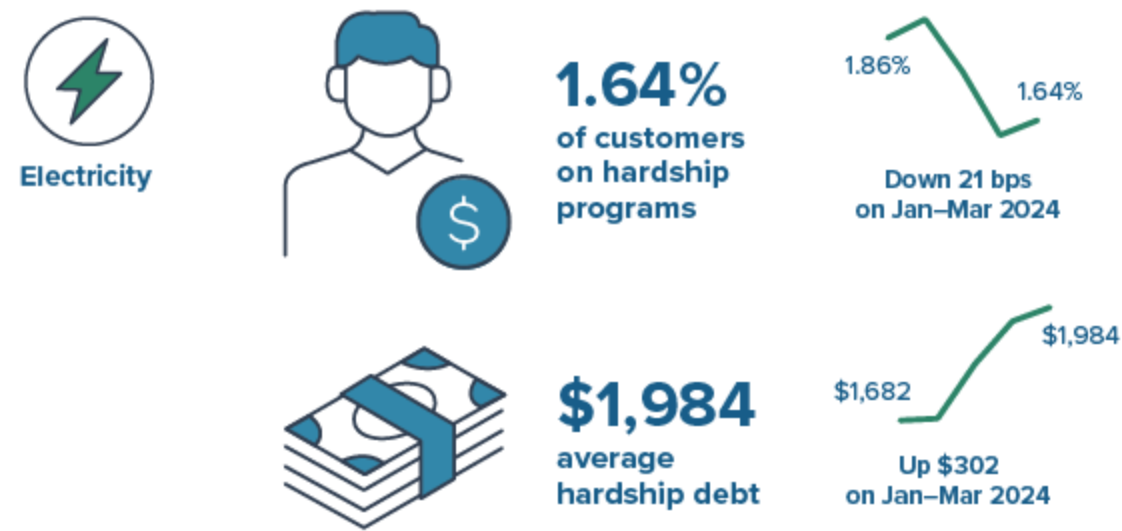 Electricity
$
1.64%
of customers
on hardship
programs
1.86%
1.64%
Down 21 bps
on Jan–Mar 2024
$1,984
average
hardship debt
$1,682
$1,984
Up $302
on Jan–Mar 2024